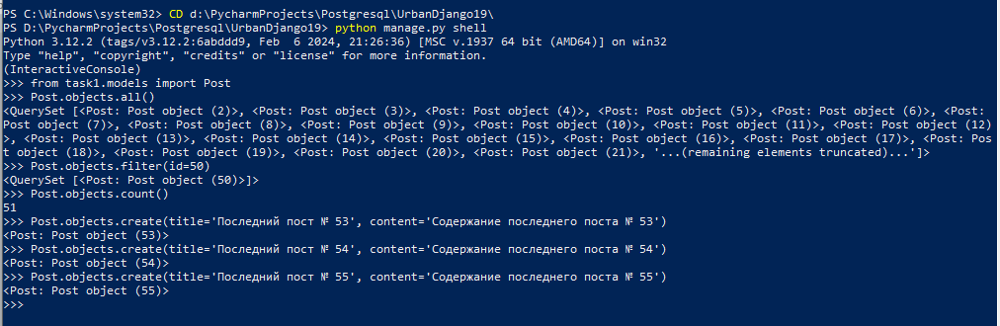 PS C:\Windows\system32> CD d:\PycharmProjects\Postgresql\UrbanDjango19\
PS D:\PycharmProjects\Postgresql\UrbanDjango19> python manage.py shell
Python 3.12.2 (tags/v3.12.2:6abddd9, Feb  6 2024, 21:26:36) [MSC v.1937 64 bit (AMD64)] on win32
Type "help", "copyright", "credits" or "license" for more information.
(InteractiveConsole)
>>> from task1.models import Post
>>> Post.objects.all()
<QuerySet [<Post: Post object (2)>, <Post: Post object (3)>, <Post: Post object (4)>, <Post: Post object (5)>, <Post: Post object (6)>, <Post:
Post object (7)>, <Post: Post object (8)>, <Post: Post object (9)>, <Post: Post object (10)>, <Post: Post object (11)>, <Post: Post object (12)
>, <Post: Post object (13)>, <Post: Post object (14)>, <Post: Post object (15)>, <Post: Post object (16)>, <Post: Post object (17)>, <Post: Pos
t object (18)>, <Post: Post object (19)>, <Post: Post object (20)>, <Post: Post object (21)>, '...(remaining elements truncated)...']>
>>> Post.objects.filter(id=50)
<QuerySet [<Post: Post object (50)>]>
>>> Post.objects.count()
51
>>> Post.objects.create(title='Последний пост № 53', content='Содержание последнего поста № 53')
<Post: Post object (53)>
>>> Post.objects.create(title='Последний пост № 54', content='Содержание последнего поста № 54')
<Post: Post object (54)>
>>> Post.objects.create(title='Последний пост № 55', content='Содержание последнего поста № 55')
<Post: Post object (55)>
>>>